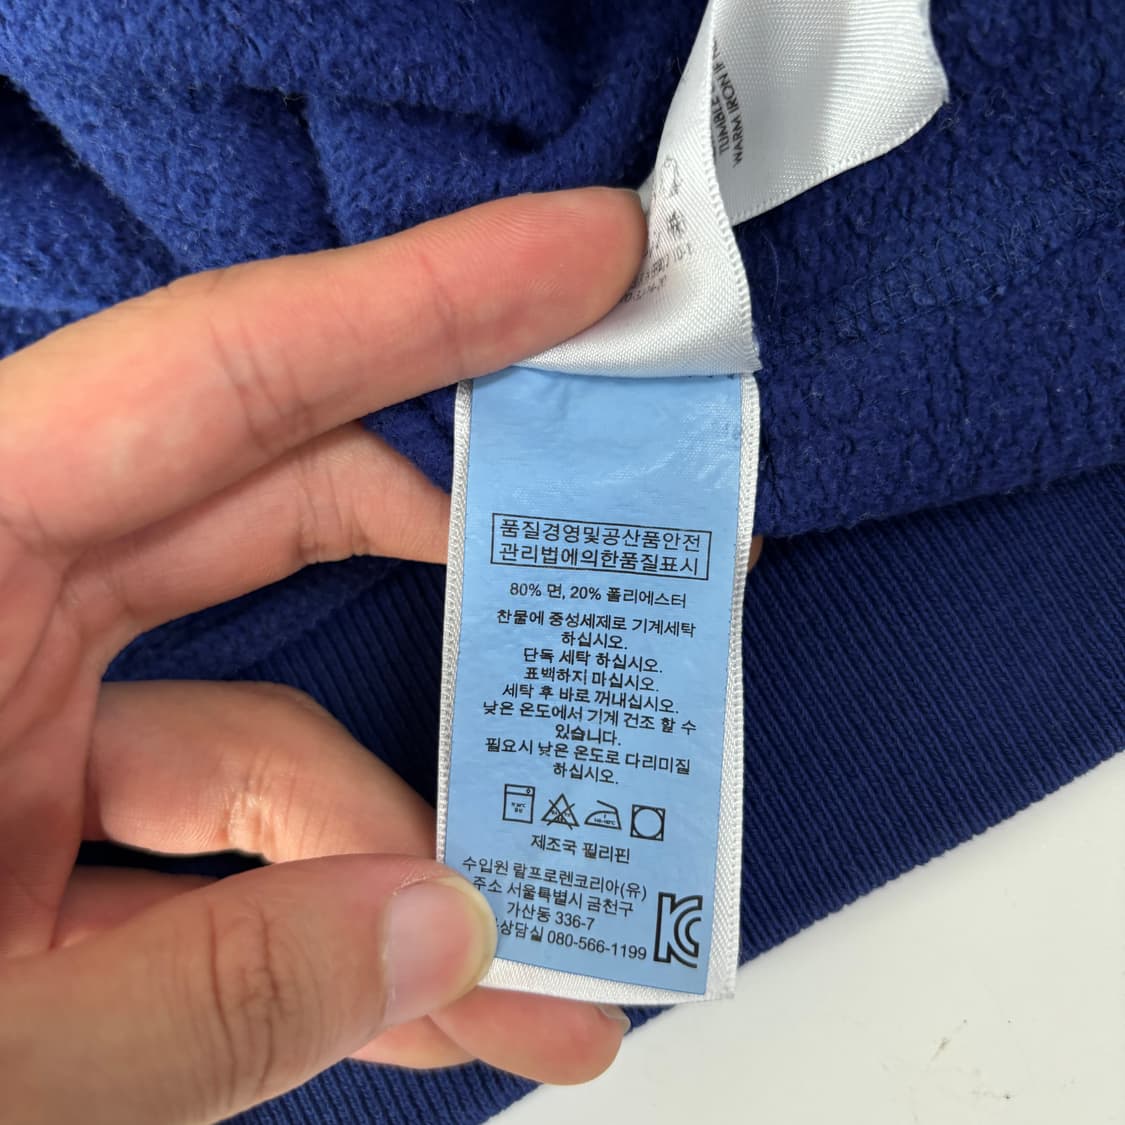 TUMBLE
WARM IRON IF
품질경영및공산품안전
관리법에의한품질표시
80% 면, 20% 폴리에스터
찬물에 중성세제로 기계세탁
하십시오.
단독 세탁 하십시오.
표백하지 마십시오.
세탁 후 바로 꺼내십시오.
낮은 온도에서 기계 건조 할 수
있습니다.
필요시 낮은 온도로 다리미질
하십시오.
제조국 필리핀
수입원 랄프로렌코리아(유)
주소 서울특별시 금천구
가산동 336-7
상담실 080-566-1199
KC